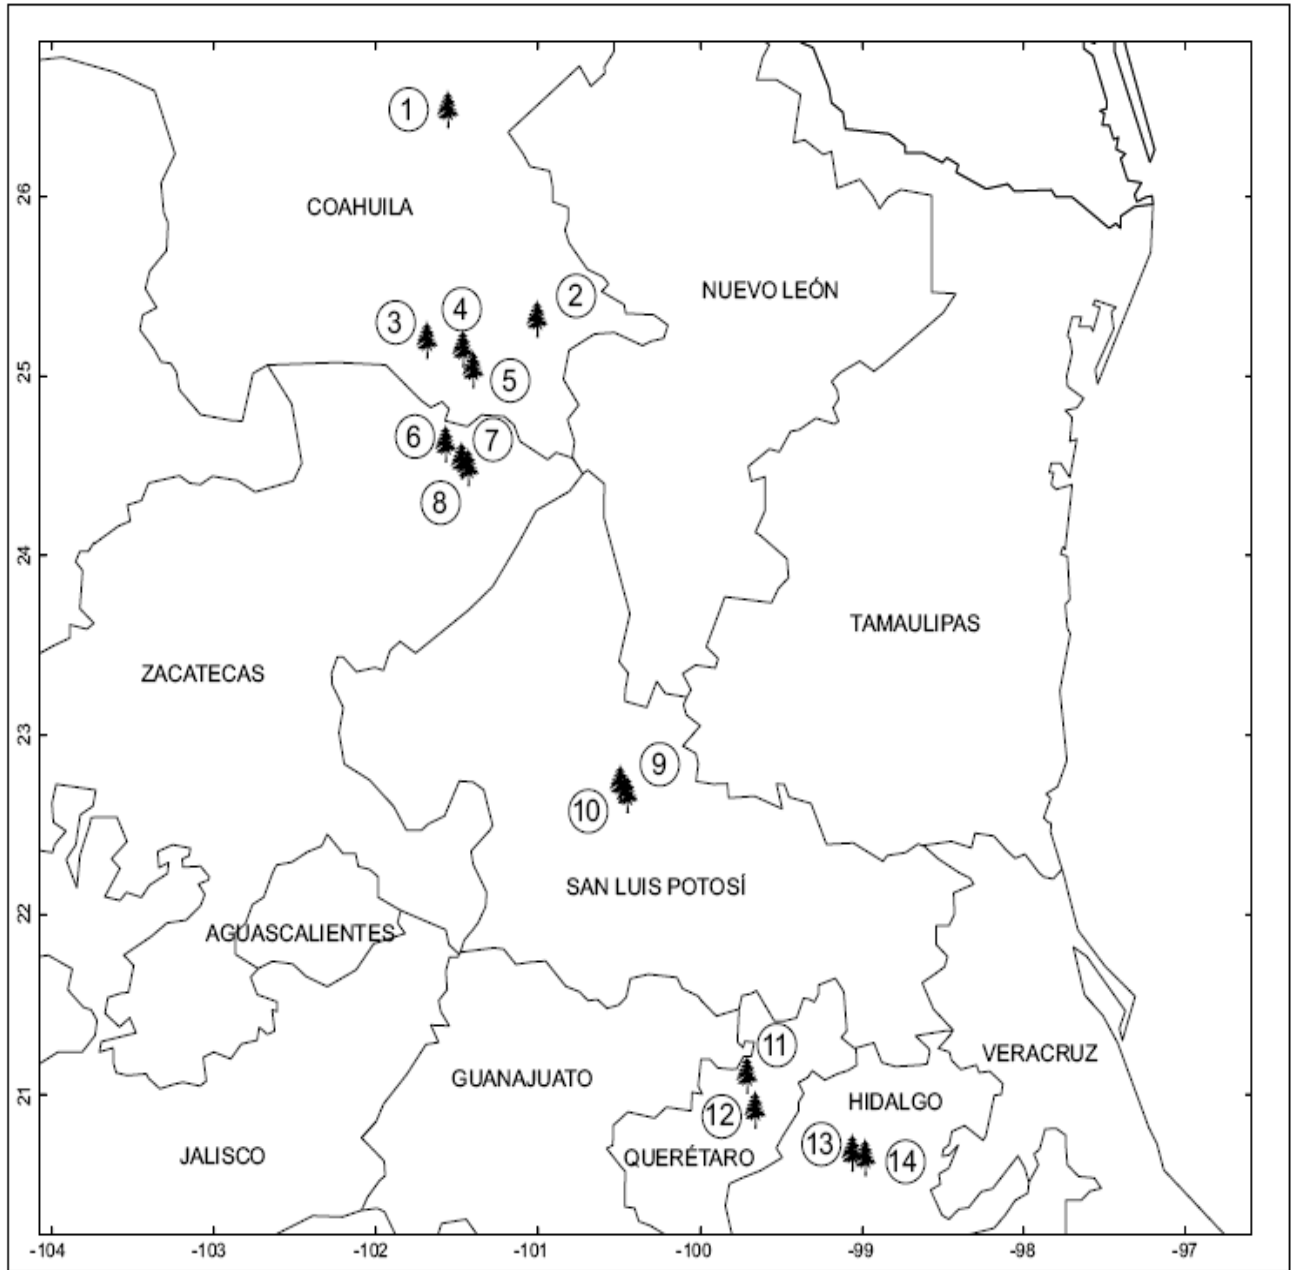 1
26
COAHUILA
2
NUEVO LEÓN
4
3
25
5
6
7
8
24
TAMAULIPAS
ZACATECAS
23
9
10
SAN LUIS POTOSÍ
22
AGUASCALIENTES
11
VERACRUZ
GUANAJUATO
21
HIDALGO
12
13
JALISCO
QUERÉTARO
14
-104 -103 -102 -101 -100 -99 -98 -97